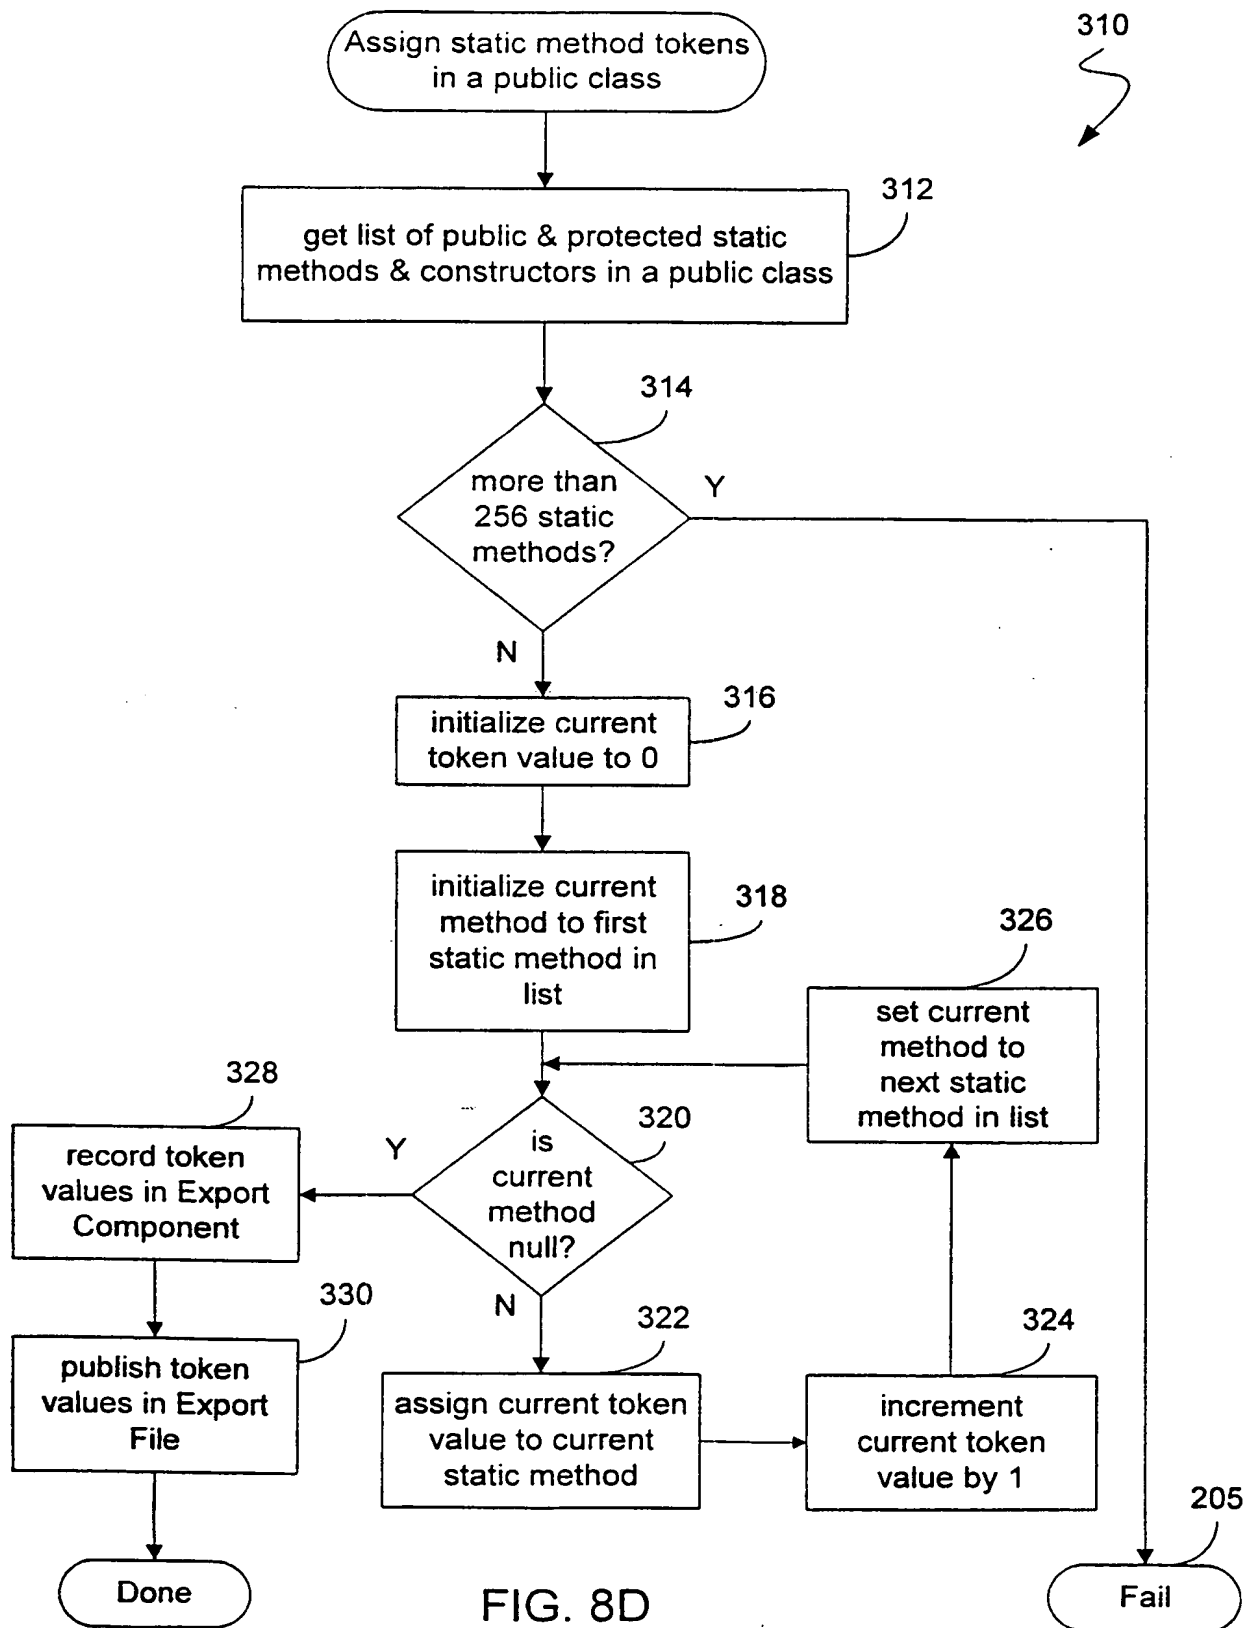 Assign static method tokens
in a public class
310
312
get list of public & protected static
methods & constructors in a public class
314
more than
256 static
methods?
Y
N
316
initialize current
token value to 0
318
initialize current
method to first
static method in
list
326
set current
method to
next static
method in list
328
record token
values in Export
Component
Y
320
is
current
method
null?
N
330
publish token
values in Export
File
322
assign current token
value to current
static method
324
increment
current token
value by 1
205
Done
Fail
FIG. 8D